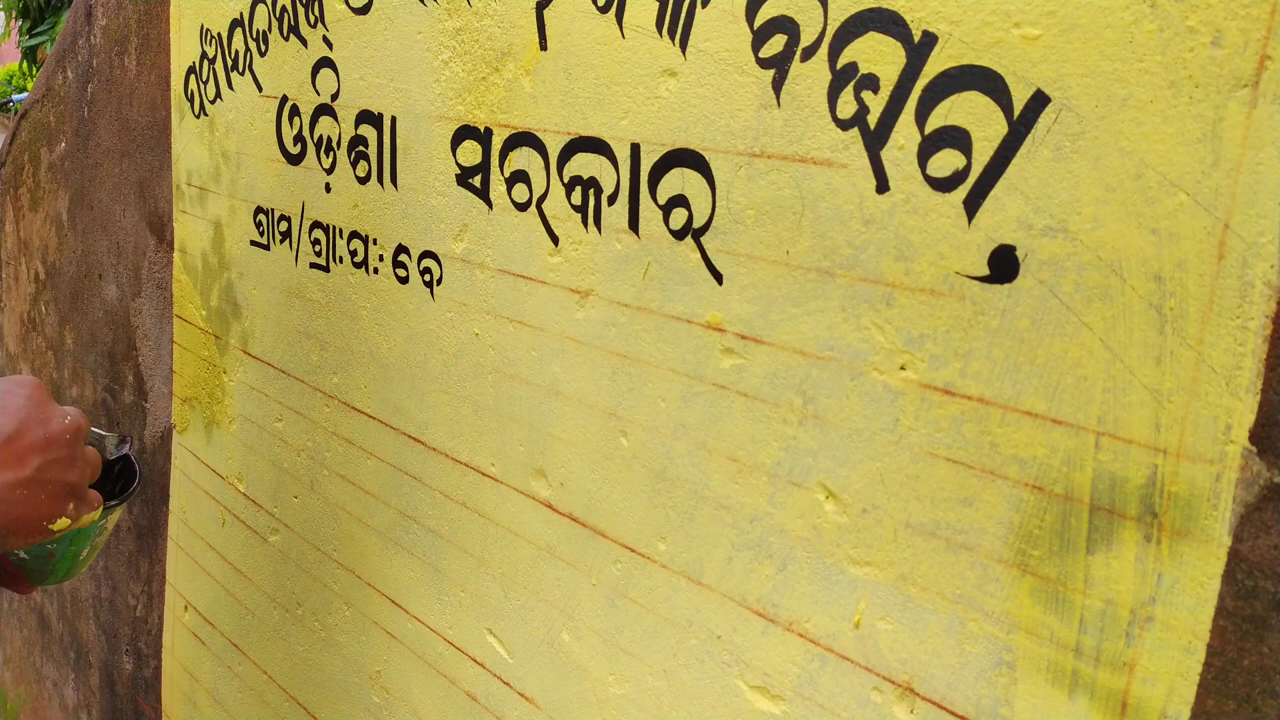 ପଞ୍ଚାୟତିରାଜ ଓ ବିଭାଗ,
ଓଡ଼ିଶା ସରକାର
ଗ୍ରାମ/ଗ୍ରା:ପ:- ବେ